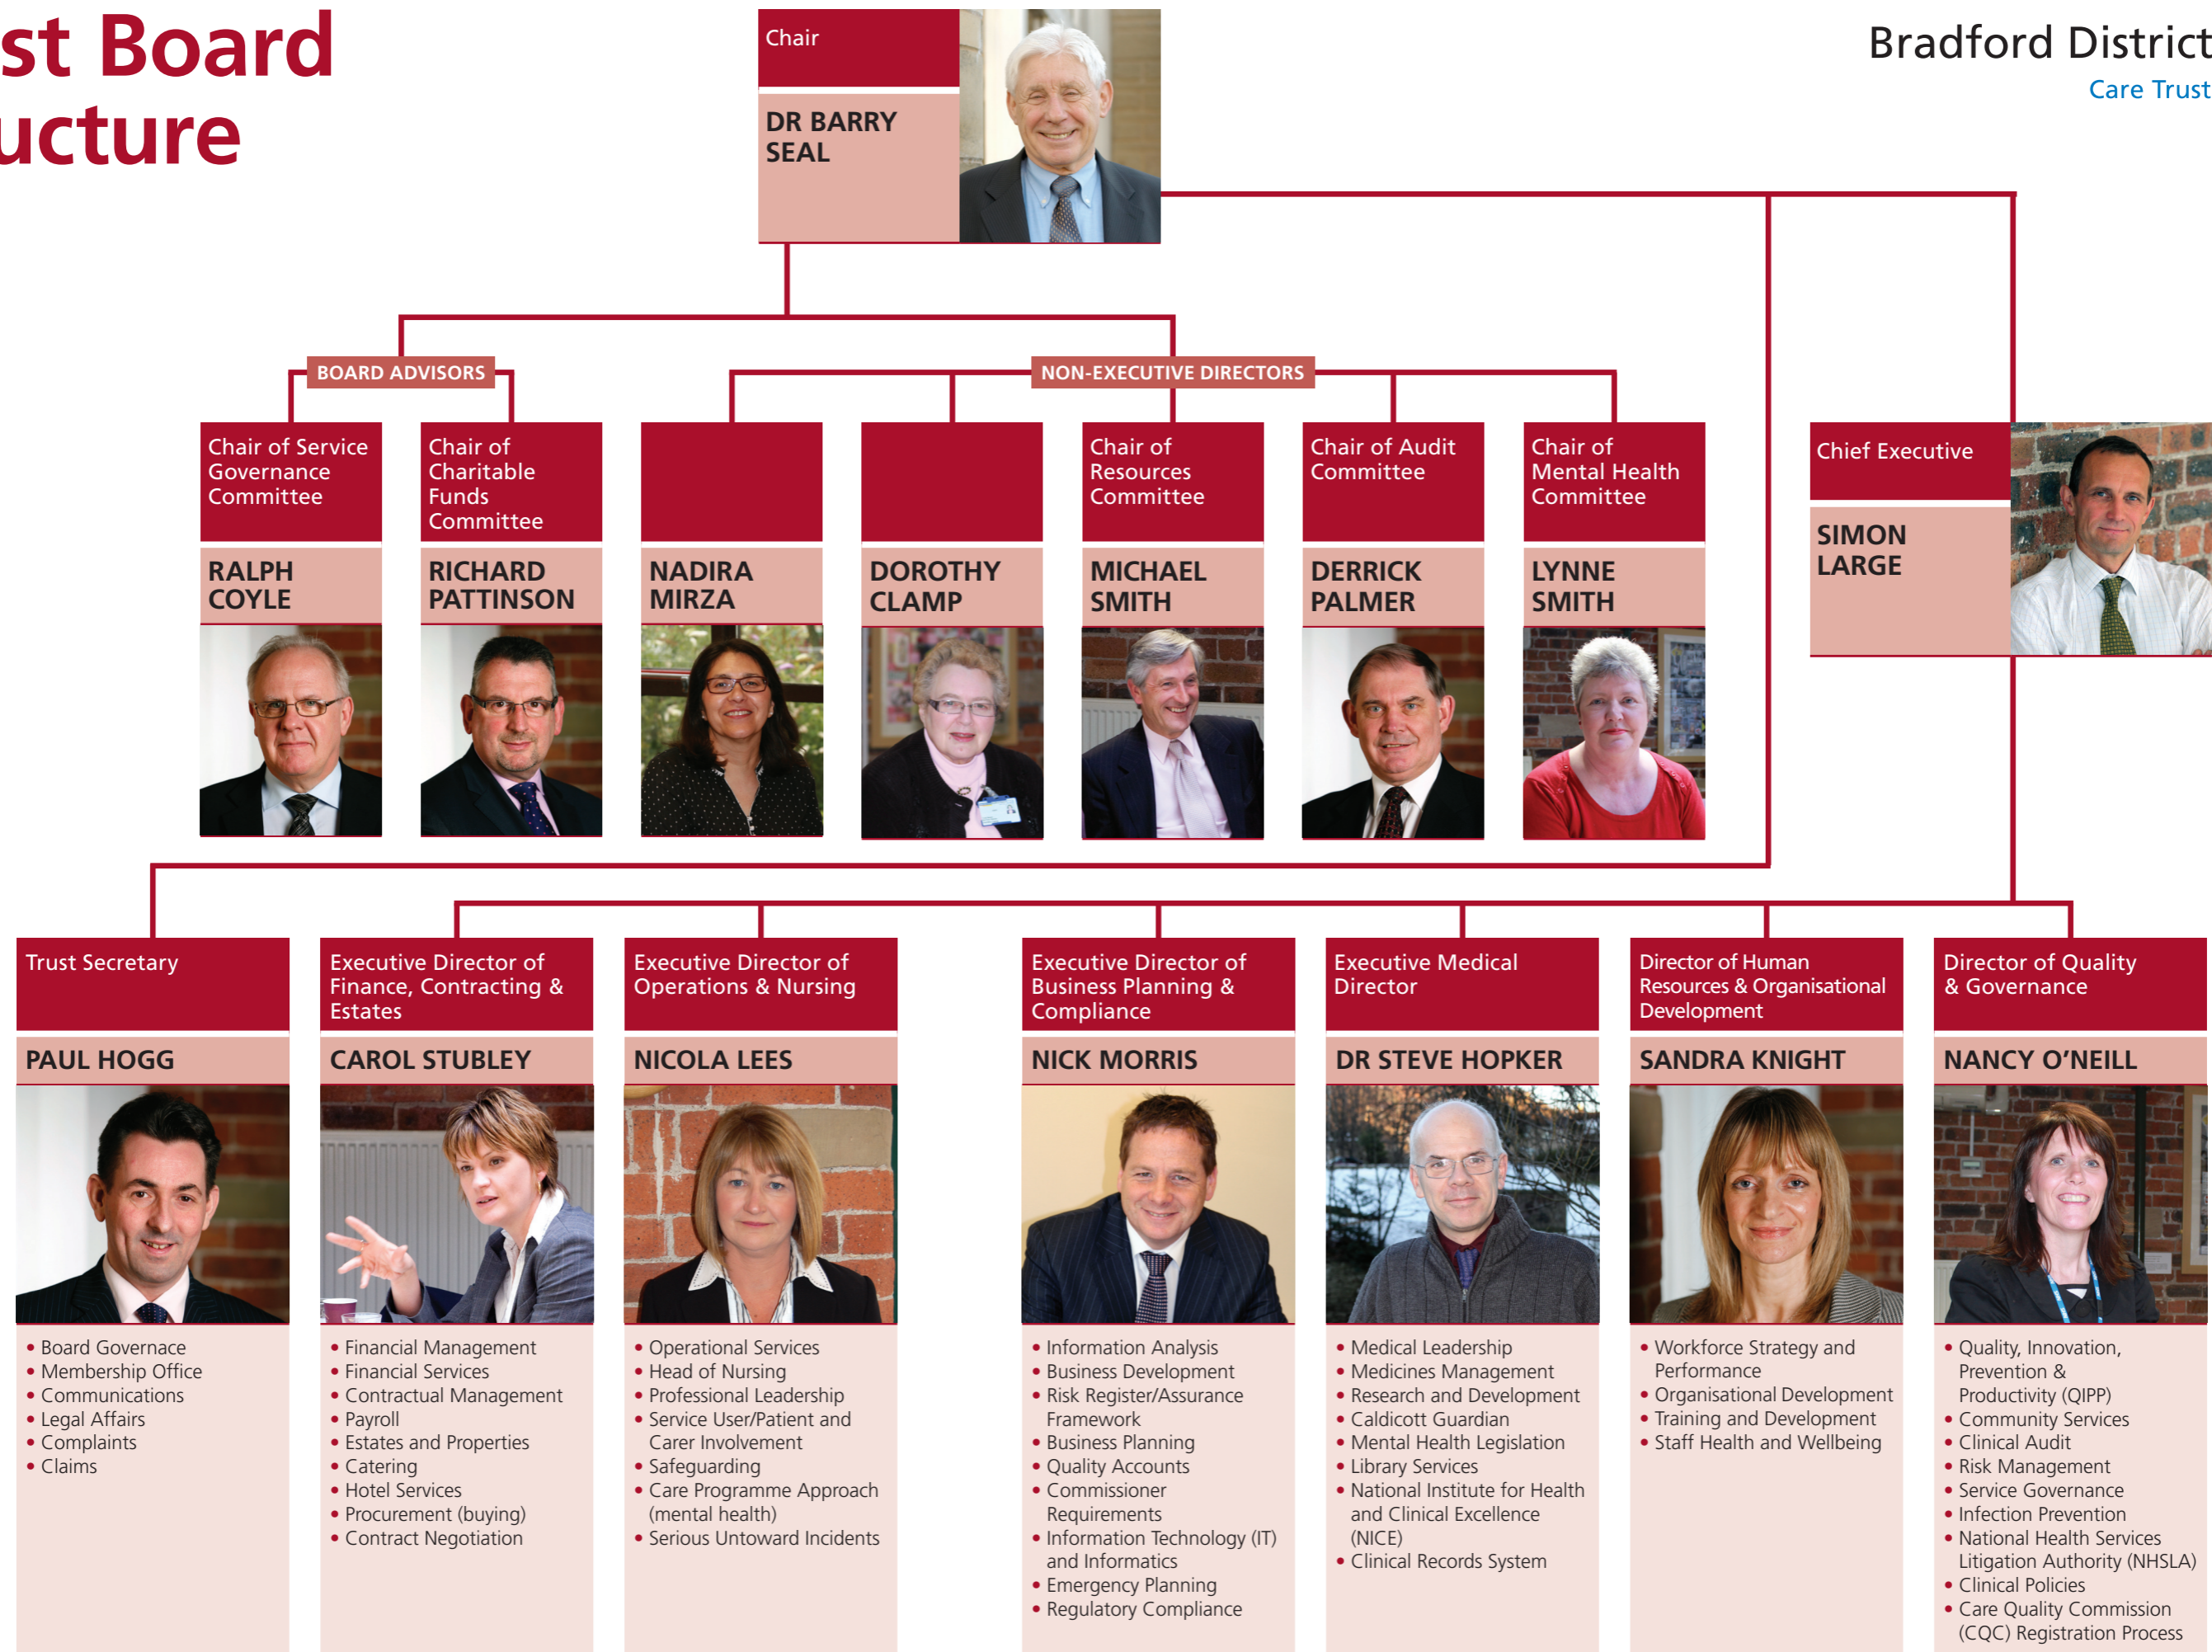 st Board
ucture
Bradford District
Care Trust
Chair
DR BARRY
SEAL
BOARD ADVISORS
NON-EXECUTIVE DIRECTORS
Chair of Service
Governance
Committee
RALPH
COYLE
Chair of
Charitable
Funds
Committee
RICHARD
PATTINSON
NADIRA
MIRZA
DOROTHY
CLAMP
Chair of
Resources
Committee
MICHAEL
SMITH
Chair of Audit
Committee
DERRICK
PALMER
Chair of
Mental Health
Committee
LYNNE
SMITH
Chief Executive
SIMON
LARGE
Trust Secretary
PAUL HOGG
• Board Governace
• Membership Office
• Communications
• Legal Affairs
• Complaints
• Claims
Executive Director of
Finance, Contracting &
Estates
CAROL STUBLEY
• Financial Management
• Financial Services
• Contractual Management
• Payroll
• Estates and Properties
• Catering
• Hotel Services
• Procurement (buying)
• Contract Negotiation
Executive Director of
Operations & Nursing
NICOLA LEES
• Operational Services
• Head of Nursing
• Professional Leadership
• Service User/Patient and
Carer Involvement
• Safeguarding
• Care Programme Approach
(mental health)
• Serious Untoward Incidents
Executive Director of
Business Planning &
Compliance
NICK MORRIS
• Information Analysis
• Business Development
• Risk Register/Assurance
Framework
• Business Planning
• Quality Accounts
• Commissioner
Requirements
• Information Technology (IT)
and Informatics
• Emergency Planning
• Regulatory Compliance
Executive Medical
Director
DR STEVE HOPKER
• Medical Leadership
• Medicines Management
• Research and Development
• Caldicott Guardian
• Mental Health Legislation
• Library Services
• National Institute for Health
and Clinical Excellence
(NICE)
• Clinical Records System
Director of Human
Resources & Organisational
Development
SANDRA KNIGHT
• Workforce Strategy and
Performance
• Organisational Development
• Training and Development
• Staff Health and Wellbeing
Director of Quality
& Governance
NANCY O'NEILL
• Quality, Innovation,
Prevention &
Productivity (QIPP)
• Community Services
• Clinical Audit
• Risk Management
• Service Governance
• Infection Prevention
• National Health Services
Litigation Authority (NHSLA)
• Clinical Policies
• Care Quality Commission
(CQC) Registration Process